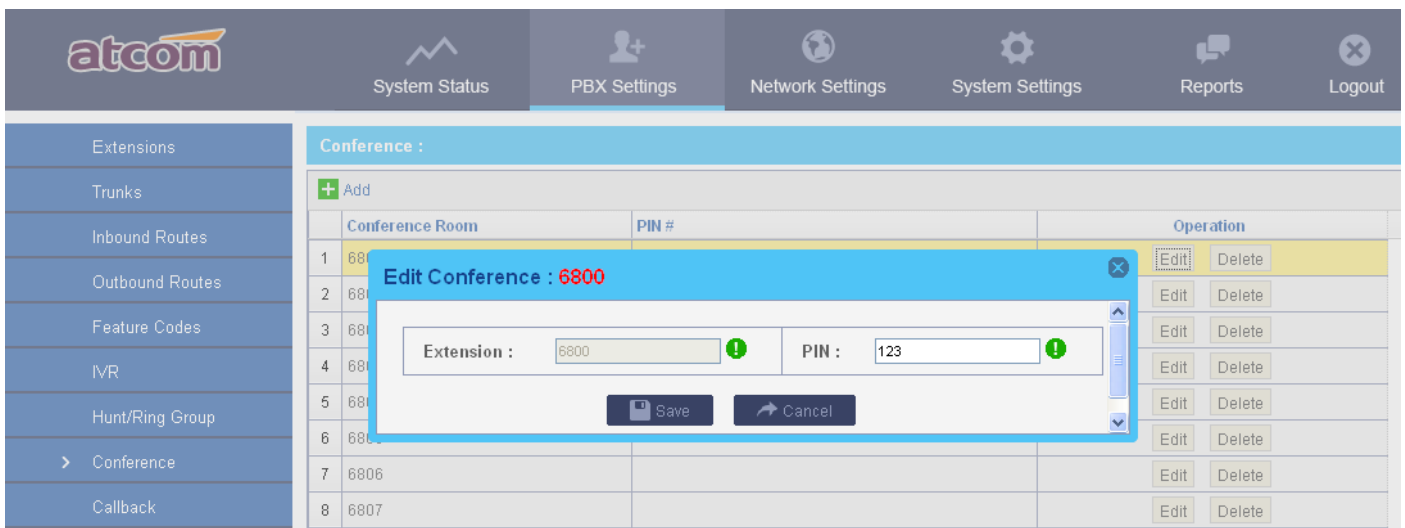 atcom
System Status
PBX Settings
Network Settings
System Settings
Reports
Logout
Extensions
Trunks
Inbound Routes
Outbound Routes
Feature Codes
IVR
Hunt/Ring Group
Conference
Callback
Conference :
Add
Conference Room PIN # Operation
1 Edit Delete
Edit Conference : 6800
2 Edit Delete
3 Edit Delete
Extension : 6800 PIN : 123
4 Edit Delete
5 Edit Delete
Save Cancel
6 Edit Delete
7 6806 Edit Delete
8 6807 Edit Delete